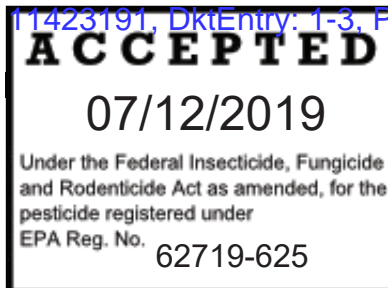 11423191, DktEntry: 1-3, P
ACCEPTED
07/12/2019
Under the Federal Insecticide, Fungicide
and Rodenticide Act as amended, for the
pesticide registered under
EPA Reg. No. 62719-625